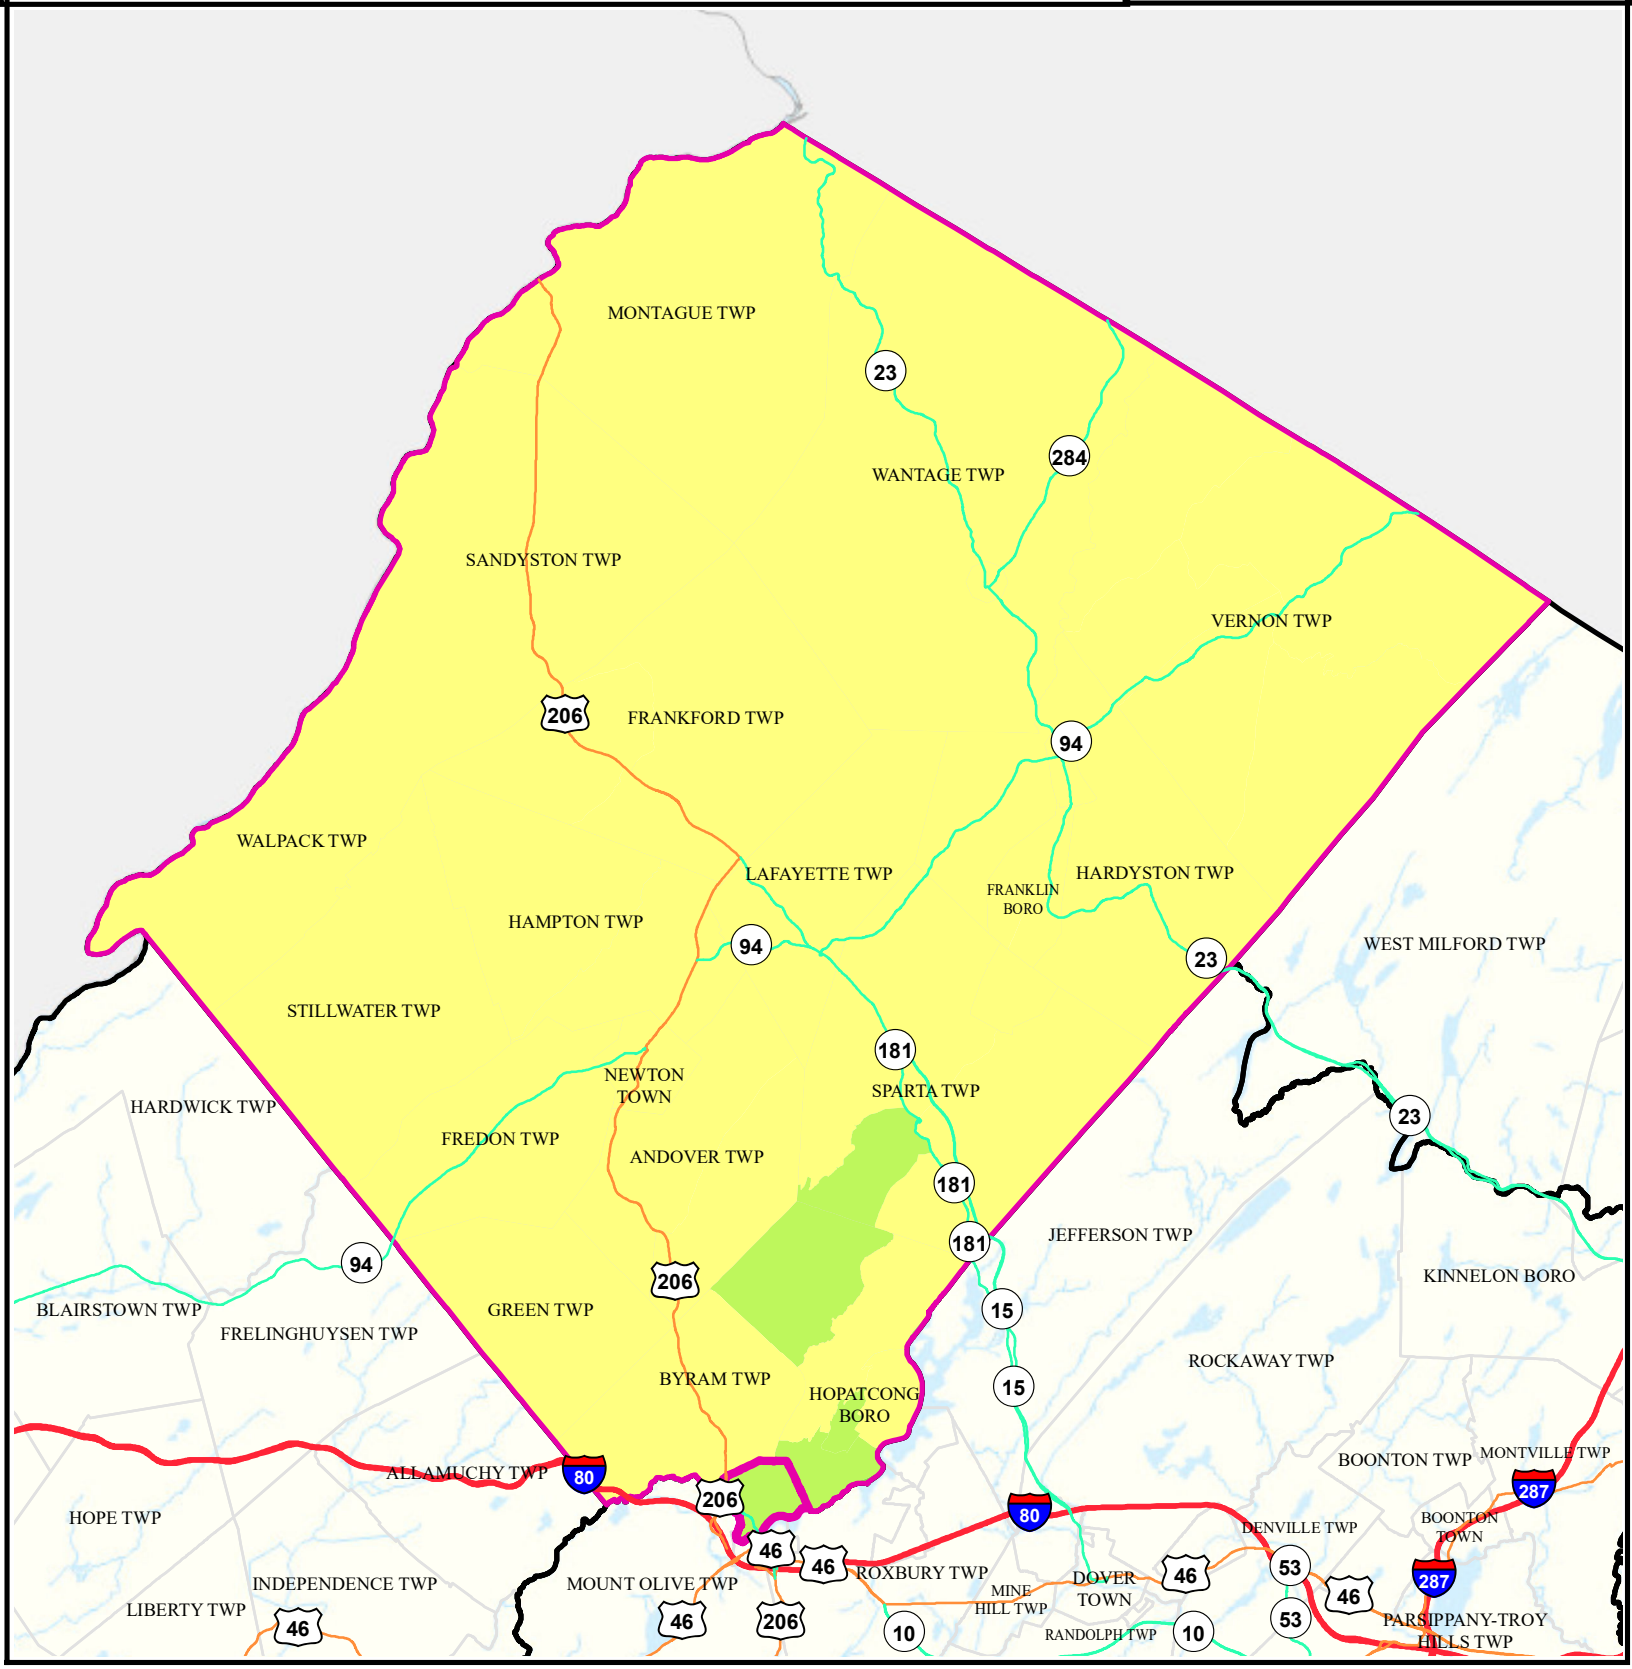 MONTAGUE TWP
23
284
WANTAGE TWP
SANDYSTON TWP
VERNON TWP
206
FRANKFORD TWP
94
WALPACK TWP
LAFAYETTE TWP
HARDYSTON TWP
FRANKLIN
BORO
HAMPTON TWP
94
23
WEST MILFORD TWP
STILLWATER TWP
181
NEWTON
TOWN
SPARTA TWP
HARDWICK TWP
23
FREDON TWP
ANDOVER TWP
181
181
JEFFERSON TWP
94
206
KINNELON BORO
BLAIRSTOWN TWP
GREEN TWP
15
FRELINGHUYSEN TWP
ROCKAWAY TWP
BYRAM TWP
15
HOPATCONG
BORO
ALLAMUCHY TWP
80
BOONTON TWP
MONTVILLE TWP
287
206
80
HOPE TWP
BOONTON
TOWN
DENVILLE TWP
46
46
ROXBURY TWP
53
46
287
INDEPENDENCE TWP
MOUNT OLIVE TWP
MINE
HILL TWP
DOVER
TOWN
46
LIBERTY TWP
46
46
206
10
RANDOLPH TWP
10
53
PARSIPPANY-TROY
HILLS TWP